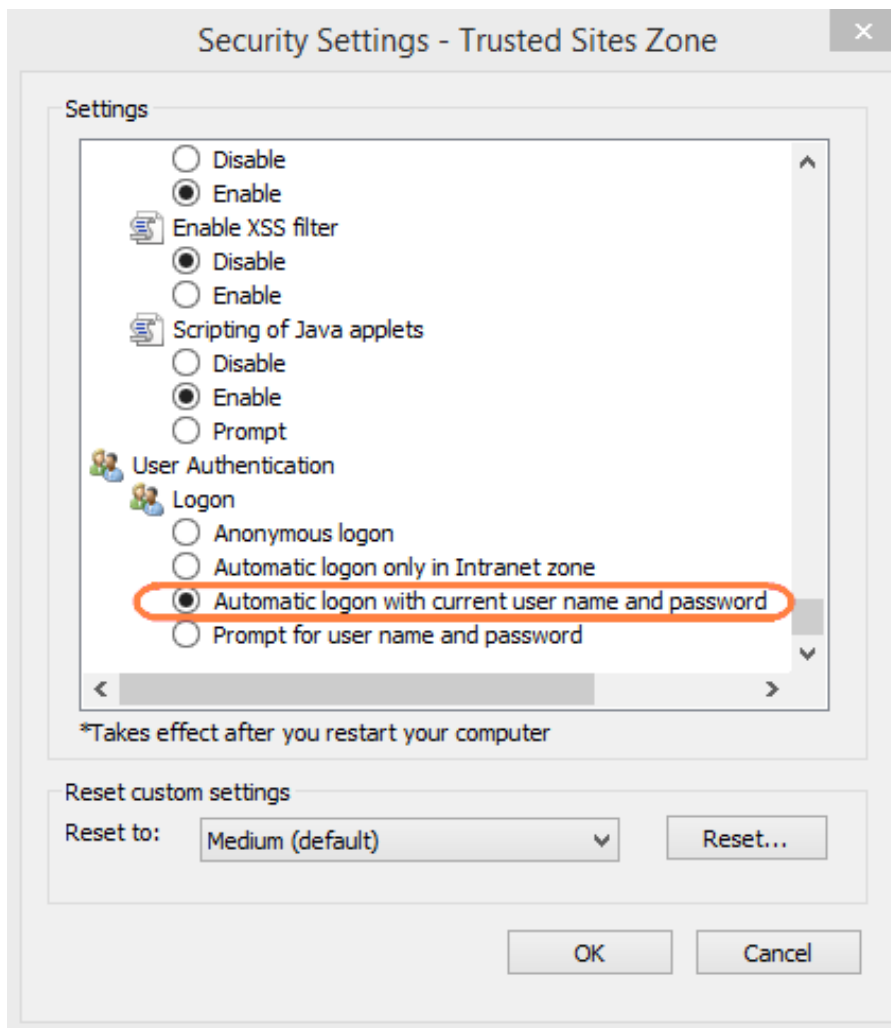 Security Settings - Trusted Sites Zone
Settings
Disable
Enable
Enable XSS filter
Disable
Enable
Scripting of Java applets
Disable
Enable
Prompt
User Authentication
Logon
Anonymous logon
Automatic logon only in Intranet zone
Automatic logon with current user name and password
Prompt for user name and password
*Takes effect after you restart your computer
Reset custom settings
Reset to: Medium (default) Reset...
OK Cancel